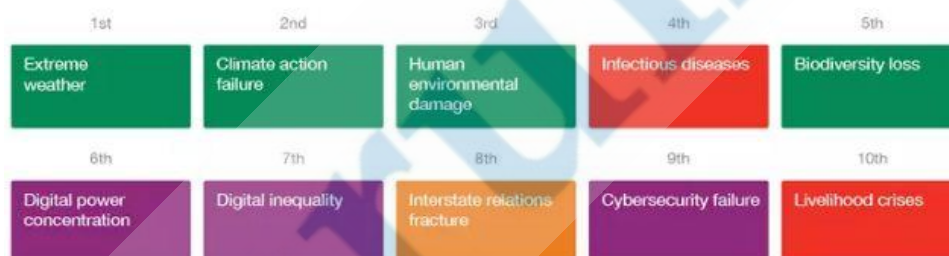 1st 2nd 3rd 4th 5th
Extreme
weather
Climate action
failure
Human
environmental
damage
Infectious diseases
Biodiversity loss
6th 7th 8th 9th 10th
Digital power
concentration
Digital inequality
Interstate relations
fracture
Cybersecurity failure
Livelihood crises